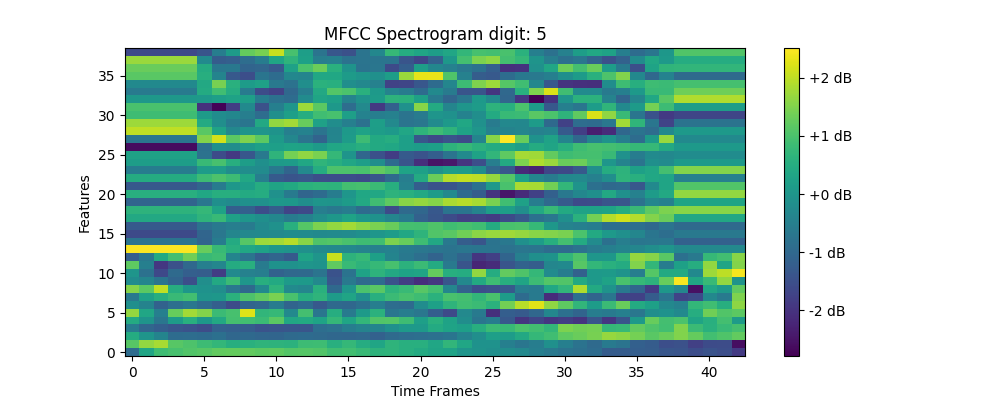 MFCC Spectrogram digit: 5
Features
35
30
25
20
15
10
5
0
0 5 10 15 20 25 30 35 40
Time Frames
+2 dB
+1 dB
+0 dB
-1 dB
-2 dB